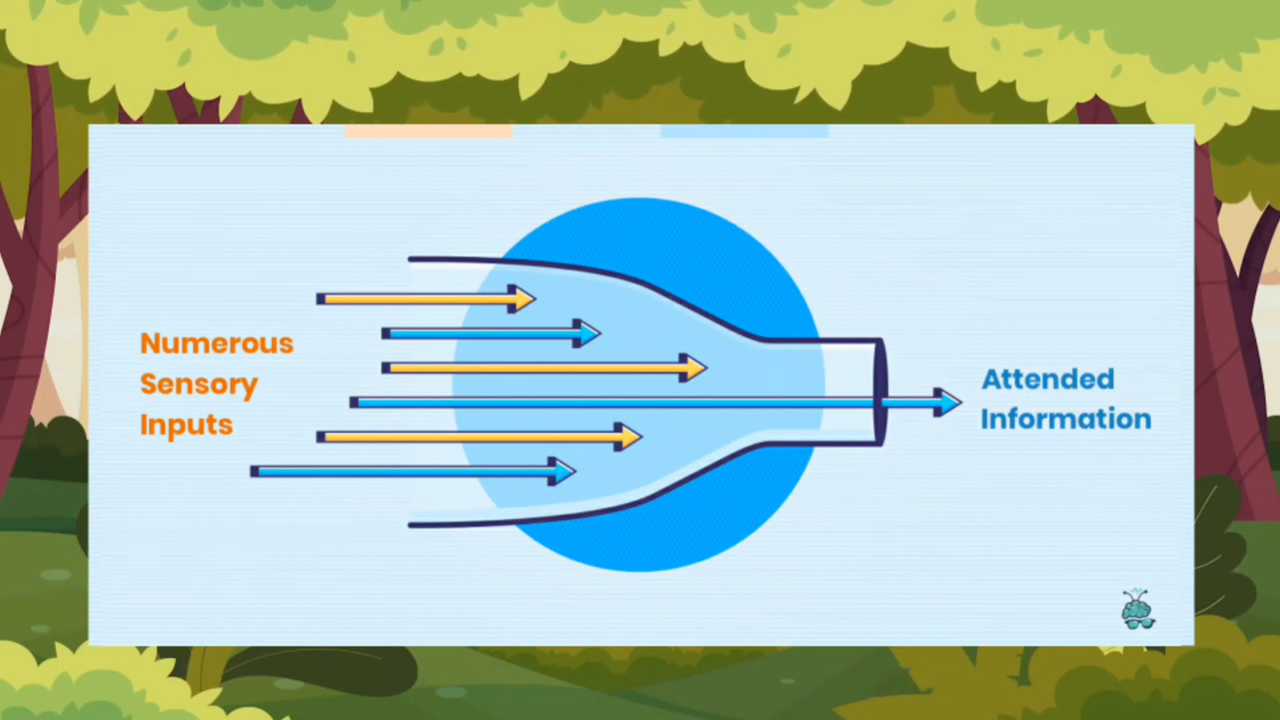 Numerous
Sensory
Inputs
Attended
Information